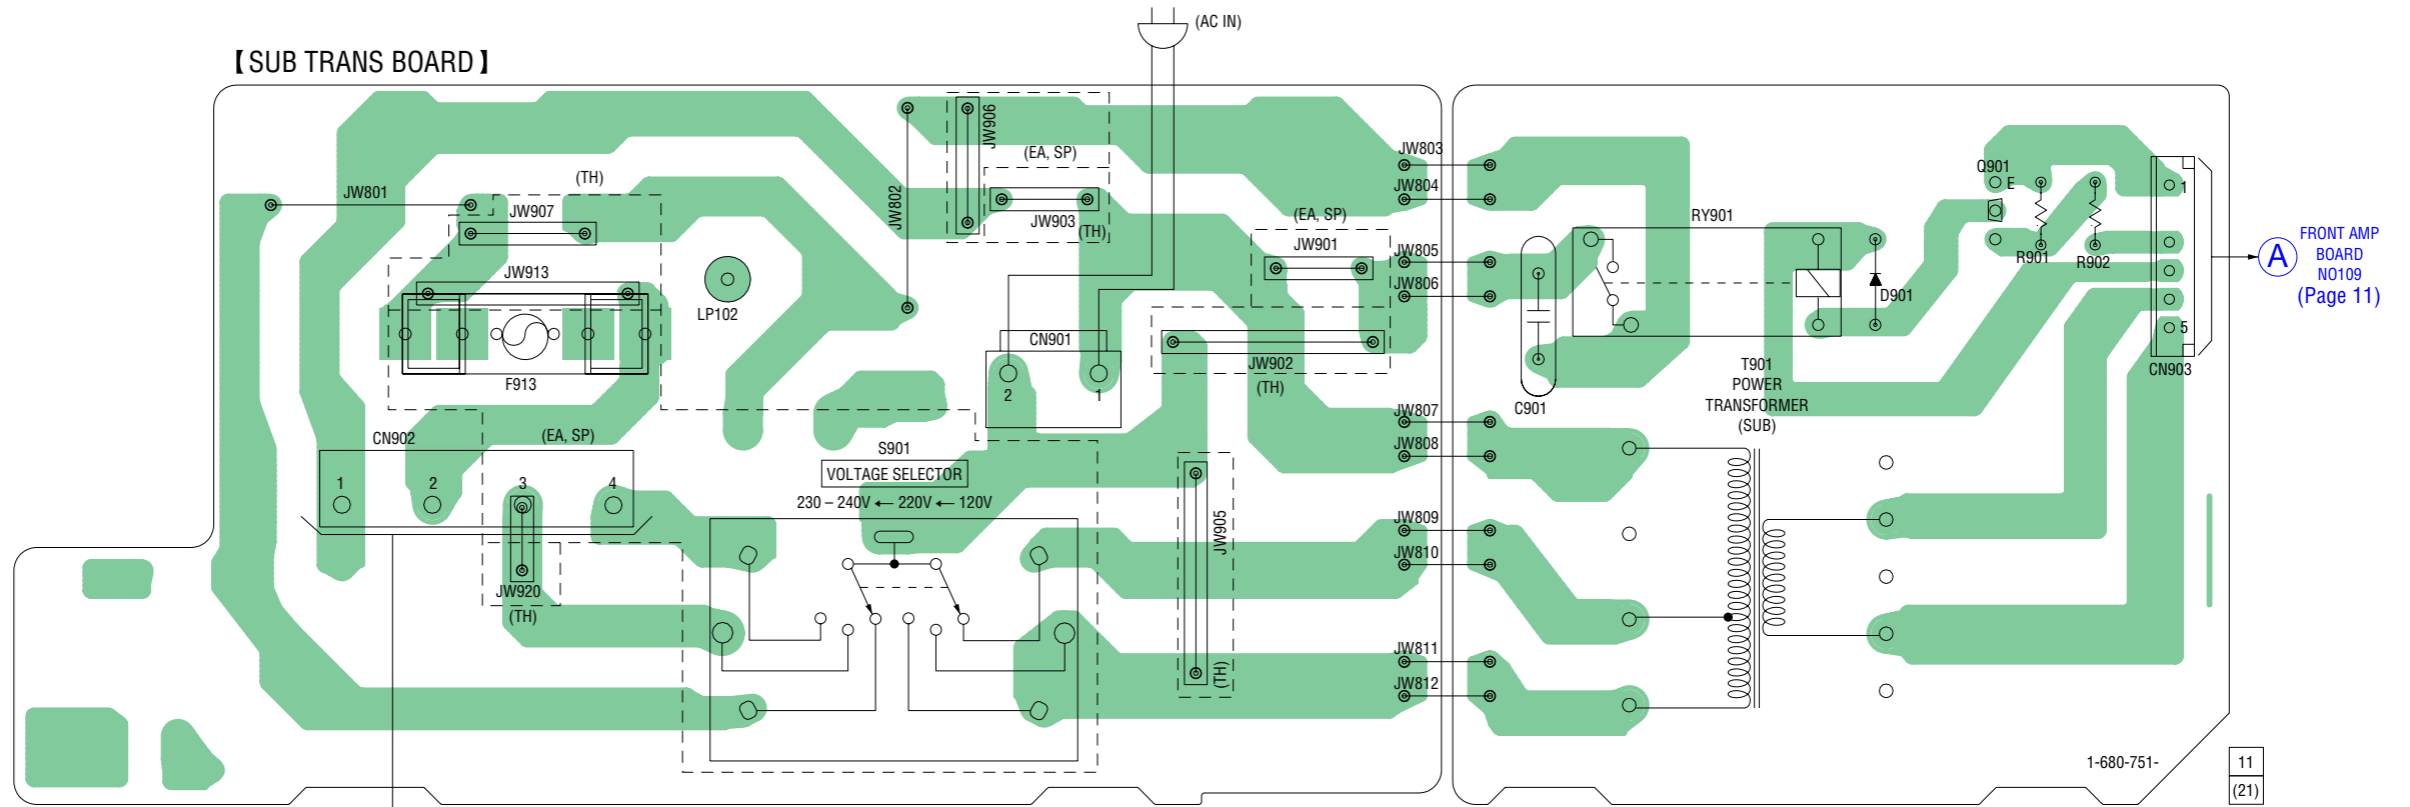 (AC IN)
【SUB TRANS BOARD】
JW906
(EA, SP)
JW803
JW804
Q901
E
1
JW801
(TH)
JW907
JW802
JW903
(TH)
(EA, SP)
JW901
RY901
R901
R902
A
FRONT AMP
BOARD
NO109
(Page 11)
JW805
JW806
JW913
LP102
D901
5
CN901
JW902
(TH)
CN903
F913
2
1
C901
T901
POWER
TRANSFORMER
(SUB)
JW807
JW808
CN902
(EA, SP)
S901
VOLTAGE SELECTOR
230 – 240V ← 220V ← 120V
1
2
3
4
JW905
(TH)
JW809
JW810
JW920
(TH)
JW811
JW812
1-680-751-
11
(21)